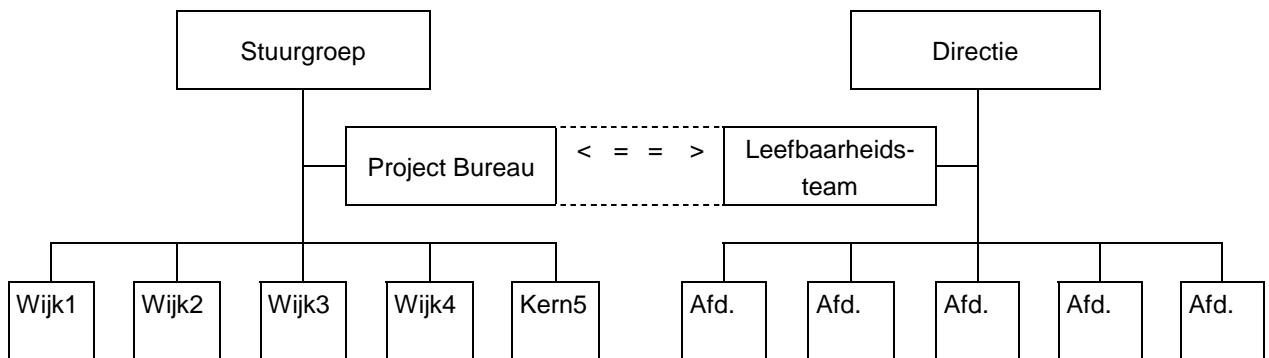 Stuurgroep
Directie
Project Bureau
< = = >
Leefbaarheids-
team
Wijk1
Wijk2
Wijk3
Wijk4
Kern5
Afd.
Afd.
Afd.
Afd.
Afd.